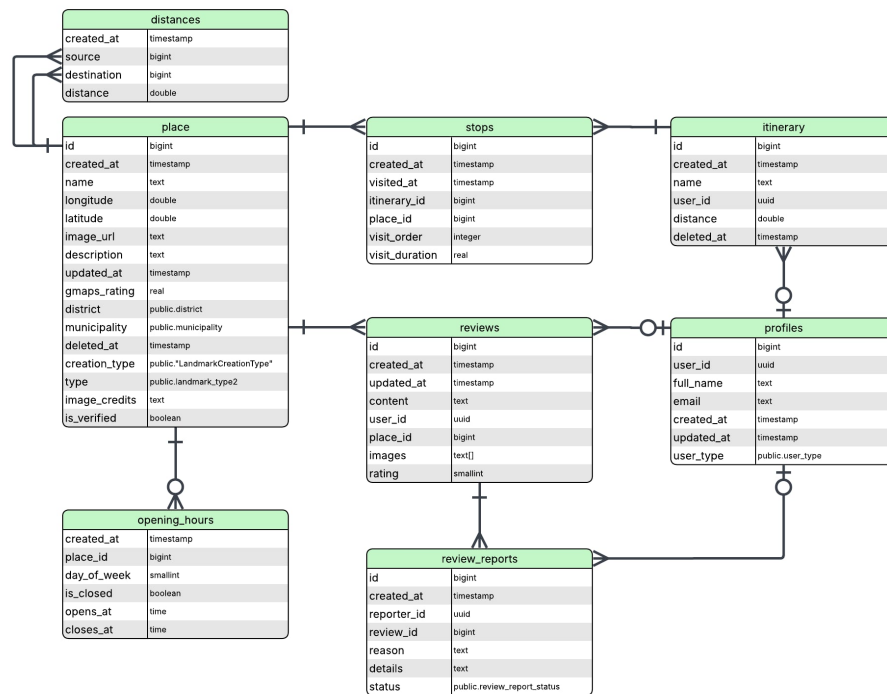 distances
created_at timestamp
source bigint
destination bigint
distance double
place
id bigint
created_at timestamp
name text
longitude double
latitude double
image_url text
description text
updated_at timestamp
gmaps_rating real
district public.district
municipality public.municipality
deleted_at timestamp
creation_type public."LandmarkCreationType"
type public.landmark_type2
image_credits text
is_verified boolean
stops
id bigint
created_at timestamp
visited_at timestamp
itinerary_id bigint
place_id bigint
visit_order integer
visit_duration real
itinerary
id bigint
created_at timestamp
name text
user_id uuid
distance double
deleted_at timestamp
reviews
id bigint
created_at timestamp
updated_at timestamp
content text
user_id uuid
place_id bigint
images text[]
rating smallint
profiles
id bigint
user_id uuid
full_name text
email text
created_at timestamp
updated_at timestamp
user_type public.user_type
opening_hours
created_at timestamp
place_id bigint
day_of_week smallint
is_closed boolean
opens_at time
closes_at time
review_reports
id bigint
created_at timestamp
reporter_id uuid
review_id bigint
reason text
details text
status public.review_report_status